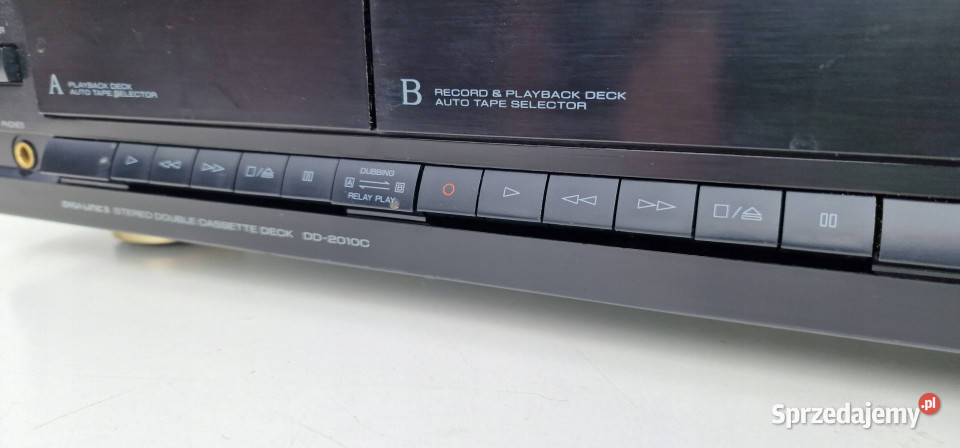 A PLAYBACK DECK
AUTO TAPE SELECTOR
B RECORD & PLAYBACK DECK
AUTO TAPE SELECTOR
PHONES
DUBBING
A B
RELAY PLAY
STEREO DOUBLE CASSETTE DECK DD-2010C
Sprzedajemy.pl